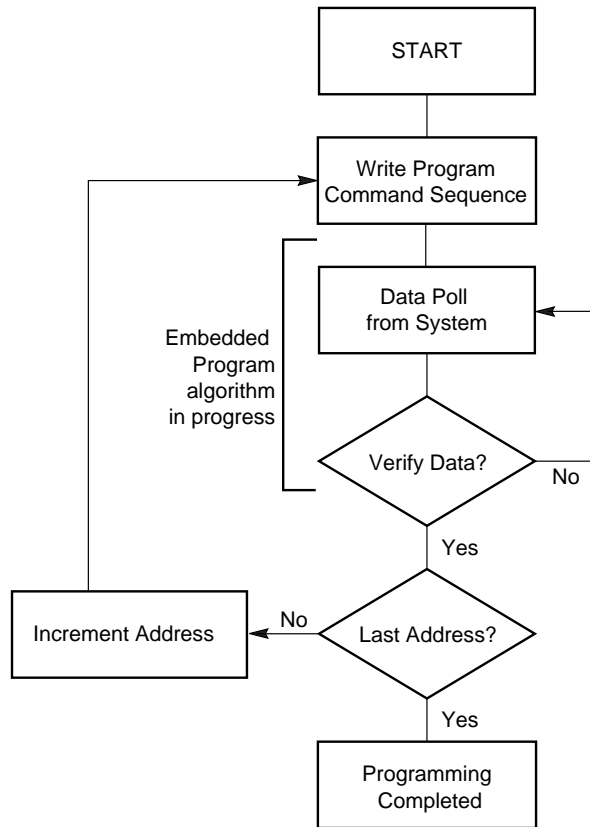 START
Write Program
Command Sequence
Data Poll
from System
Embedded
Program
algorithm
in progress
Verify Data?
No
Yes
Last Address?
No
Increment Address
Yes
Programming
Completed